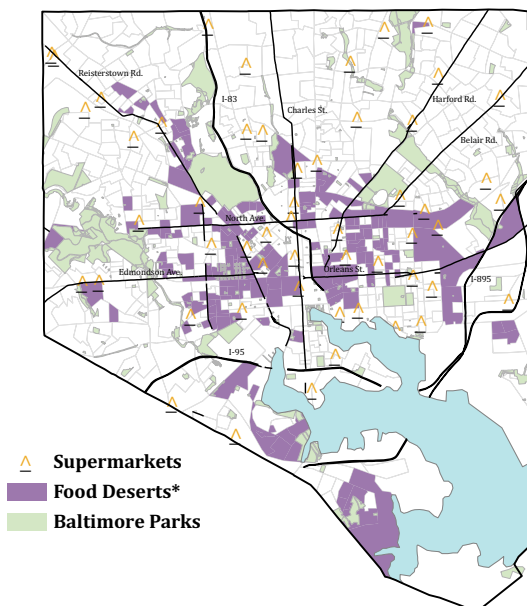 Reisterstown Rd.
I-83
Charles St.
Harford Rd.
Belair Rd.
North Ave.
Edmondson Ave.
Orleans St.
I-895
I-95
Supermarkets
Food Deserts*
Baltimore Parks